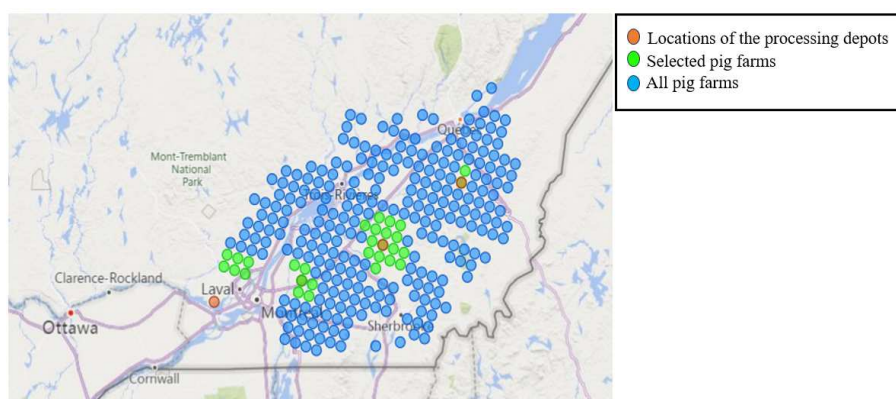 Locations of the processing depots
Selected pig farms
All pig farms
Mont-Tremblant
National
Park
Clarence-Rockland
Laval
Ottawa
Sherbrooke
Cornwall